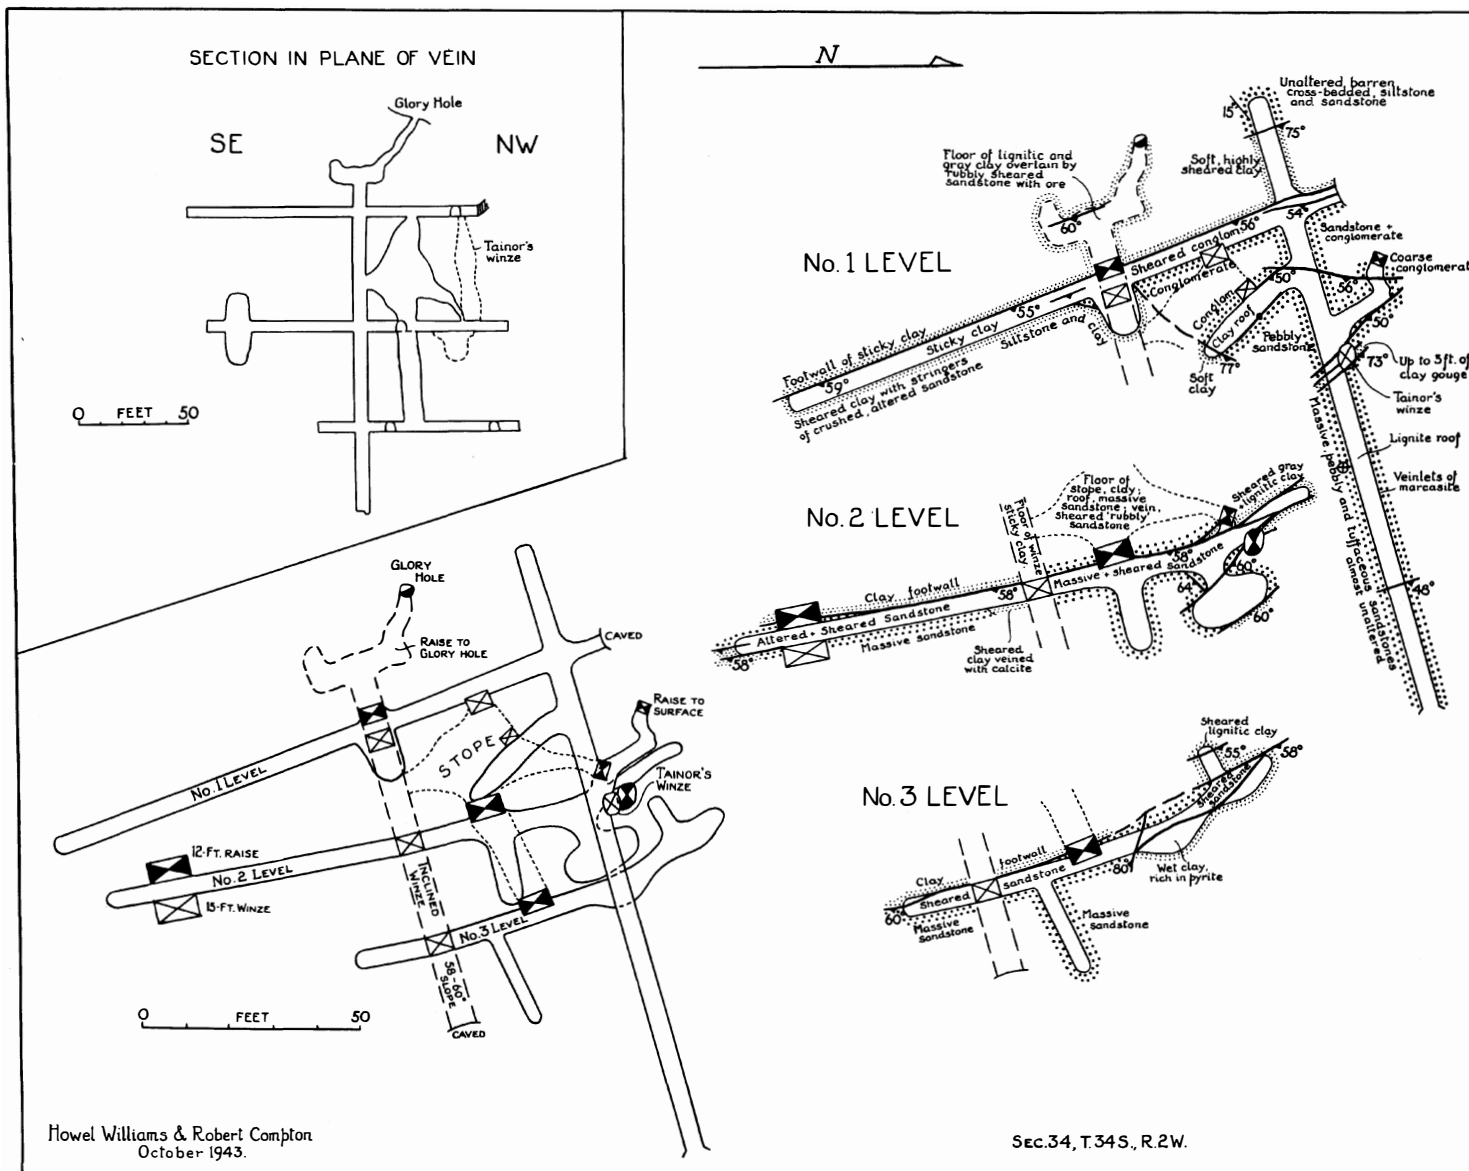 SECTION IN PLANE OF VEIN
Glory Hole
SE
NW
Tainor's
winze
0 FEET 50
N
No. 1 LEVEL
Unaltered, barren
cross-bedded, siltstone
and sandstone
15°
75°
Soft, highly
sheared clay
Floor of lignitic and
gray clay overlain by
rubbly sheared
sandstone with ore
60°
56°
54°
Sandstone +
conglomerate
Coarse
conglomerate
Sheared conglom.
Conglomerate
50°
56°
50°
Conglom.
Clay roof
Pebbly
sandstone
77°
Soft
clay
73°
Up to 3 ft. of
clay gouge
Tainor's
winze
Lignite roof
Veinlets of
marcasite
Massive, pebbly and tuffaceous sandstones
almost unaltered
48°
55°
Footwall of sticky clay
Sticky clay
Siltstone and clay
59°
Sheared clay with stringers
of crushed, altered sandstone
No. 2 LEVEL
Floor of winze
Sticky clay
Floor of
stope, clay;
roof, massive
sandstone; vein,
sheared rubbly
sandstone
Sheared gray
lignitic clay
58°
60°
64°
60°
Massive + sheared sandstone
Clay footwall
58°
Altered + Sheared Sandstone
Massive sandstone
58°
Sheared
clay veined
with calcite
No. 3 LEVEL
Sheared
lignitic clay
55°
58°
Sheared
sandstone
footwall
Clay
Sheared
sandstone
80°
60°
Massive
sandstone
Wet clay,
rich in pyrite
Massive
sandstone
GLORY
HOLE
RAISE TO
GLORY HOLE
CAVED
RAISE TO
SURFACE
STOPE
No. 1 LEVEL
TAINOR'S
WINZE
12-FT. RAISE
No. 2 LEVEL
15-FT. WINZE
INCLINED
WINZE
No. 3 LEVEL
58-60°
SLOPE
CAVED
0 FEET 50
Howel Williams & Robert Compton
October 1943.
SEC. 34, T. 34 S., R. 2 W.